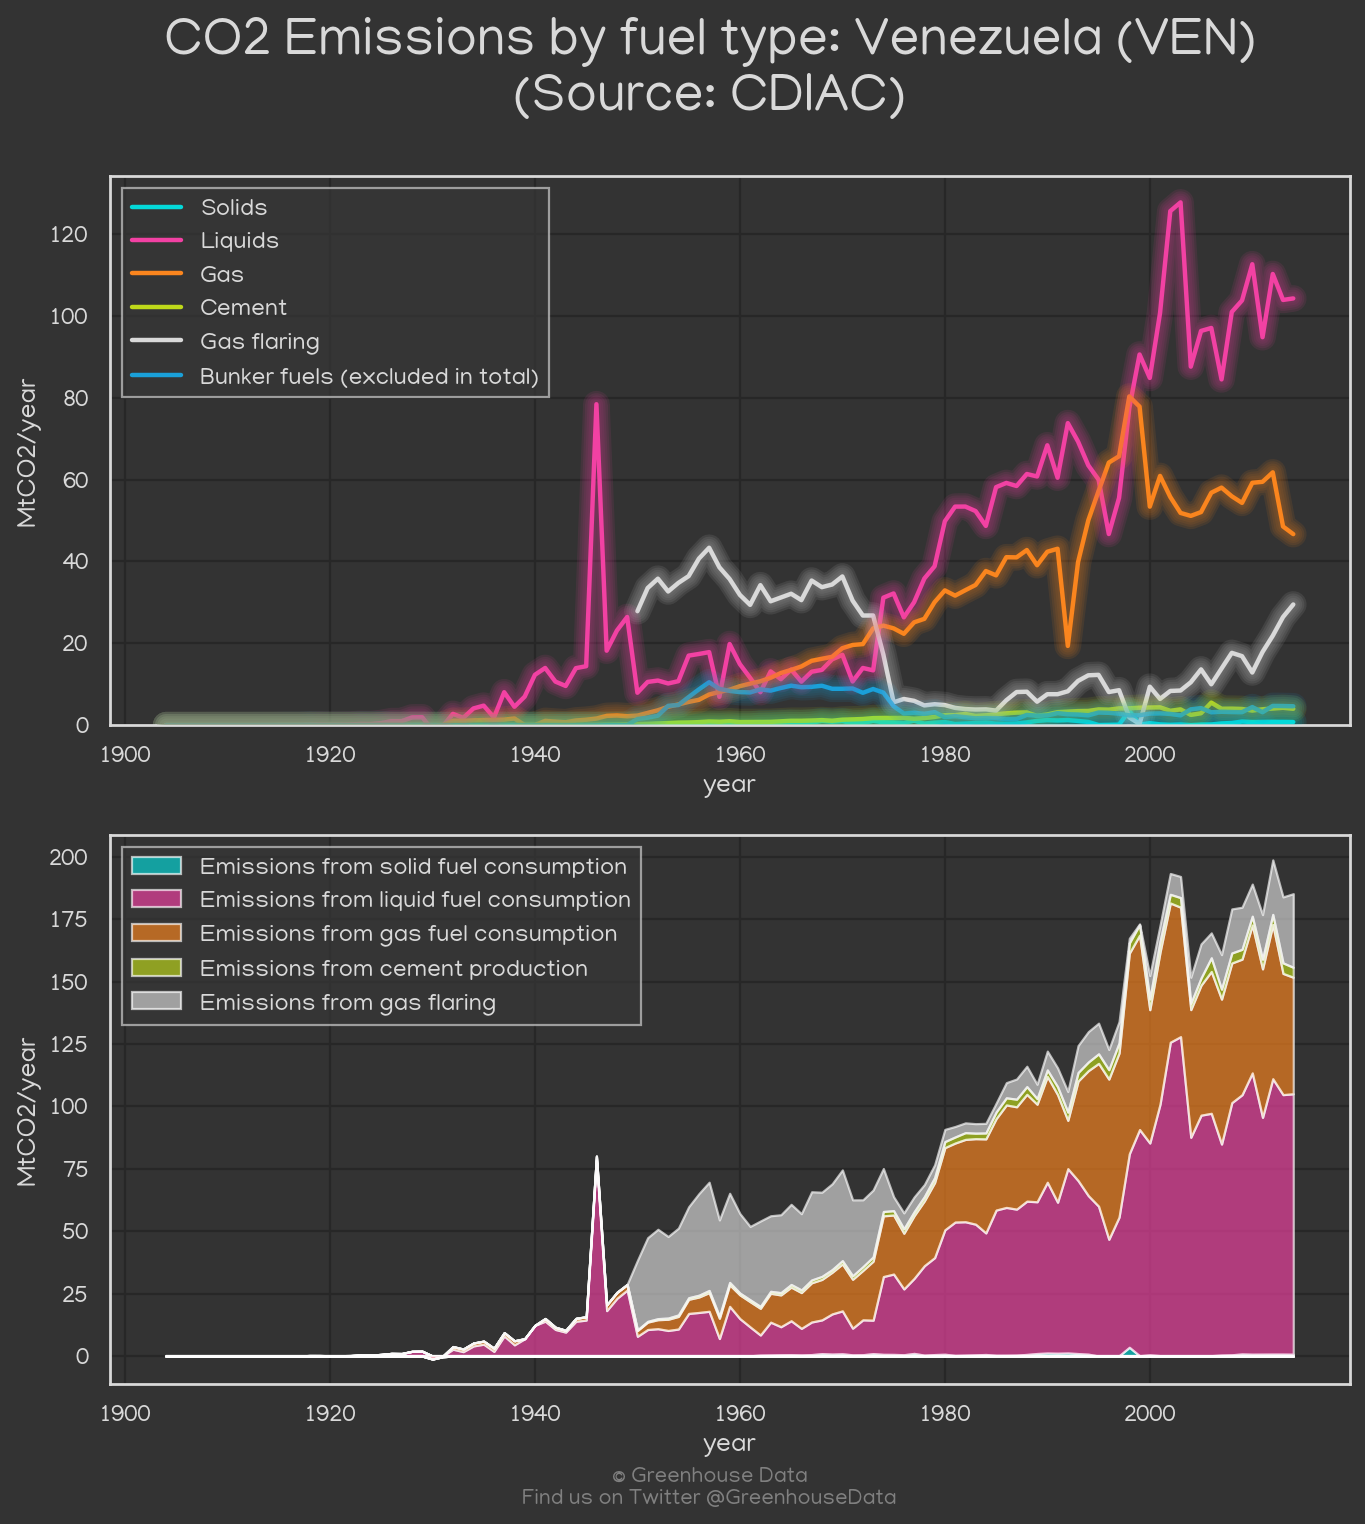 CO2 Emissions by fuel type: Venezuela (VEN)
(Source: CDIAC)
Solids
Liquids
Gas
Cement
Gas flaring
Bunker fuels (excluded in total)
MtCO2/year
120
100
80
60
40
20
0
1900 1920 1940 1960 1980 2000
year
Emissions from solid fuel consumption
Emissions from liquid fuel consumption
Emissions from gas fuel consumption
Emissions from cement production
Emissions from gas flaring
MtCO2/year
200
175
150
125
100
75
50
25
0
1900 1920 1940 1960 1980 2000
year
© Greenhouse Data
Find us on Twitter @GreenhouseData